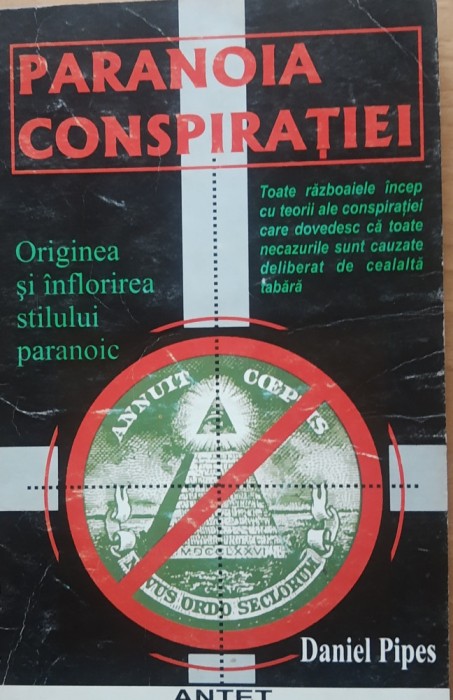 PARANOIA
CONSPIRAȚIEI
Toate războaiele încep
cu teorii ale conspirației
care dovedesc că toate
necazurile sunt cauzate
deliberat de cealaltă
tabără
Originea
și înflorirea
stilului
paranoic
ANNUIT CŒPTIS
MDCCLXXVI
NOVUS ORDO SECLORUM
Daniel Pipes
ANTET